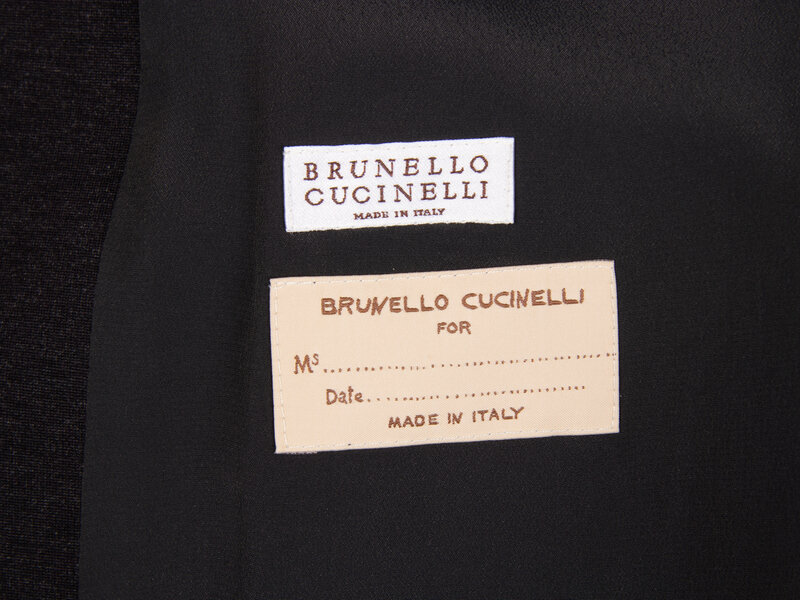 BRUNELLO
CUCINELLI
MADE IN ITALY
BRUNELLO CUCINELLI
FOR
Ms..........................................
Date................................
MADE IN ITALY